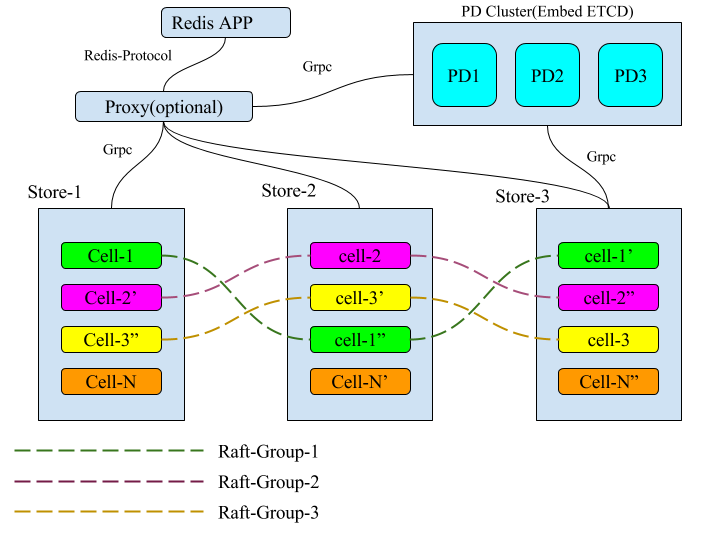 PD Cluster(Embed ETCD)
Redis APP
Redis-Protocol
Grpc
PD1
PD2
PD3
Proxy(optional)
Grpc
Grpc
Store-1
Store-2
Store-3
Cell-1
cell-2
cell-1’
Cell-2’
cell-3’
cell-2”
Cell-3”
cell-1”
cell-3
Cell-N
Cell-N’
Cell-N”
Raft-Group-1
Raft-Group-2
Raft-Group-3